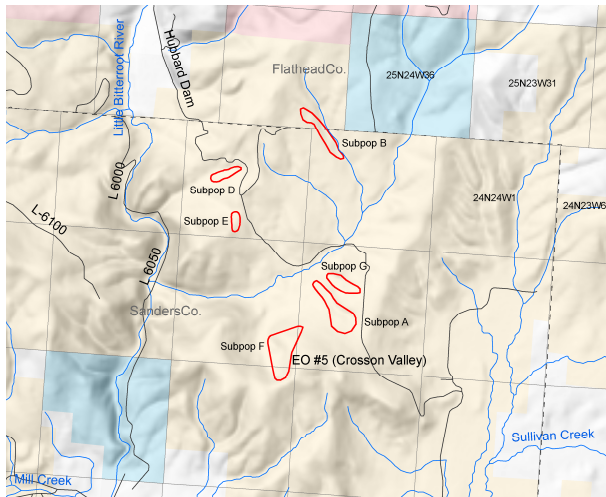 Little Bitterroot River
Hubbard Dam
FlatheadCo.
25N24W36
25N23W31
Subpop B
Subpop D
L 6000
24N24W1
24N23W6
L-6100
Subpop E
L 6050
Subpop G
SandersCo.
Subpop A
Subpop F
EO #5 (Crosson Valley)
Sullivan Creek
Mill Creek